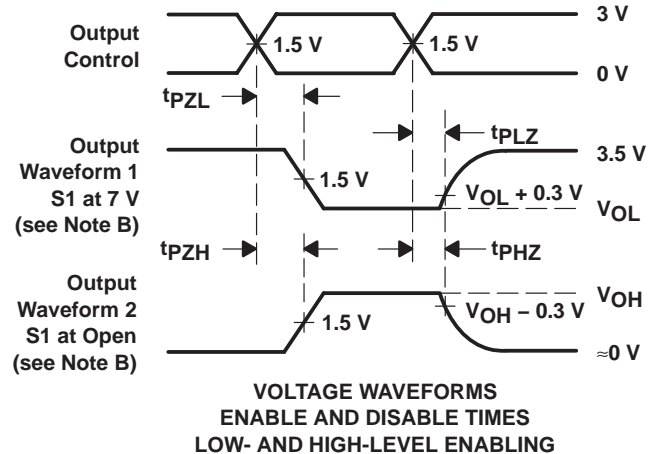 3 V
Output
Control
1.5 V
1.5 V
0 V
tPZL
tPLZ
Output
Waveform 1
S1 at 7 V
(see Note B)
3.5 V
1.5 V
VOL + 0.3 V
VOL
tPZH
tPHZ
Output
Waveform 2
S1 at Open
(see Note B)
VOH
VOH − 0.3 V
1.5 V
≈0 V
VOLTAGE WAVEFORMS
ENABLE AND DISABLE TIMES
LOW- AND HIGH-LEVEL ENABLING